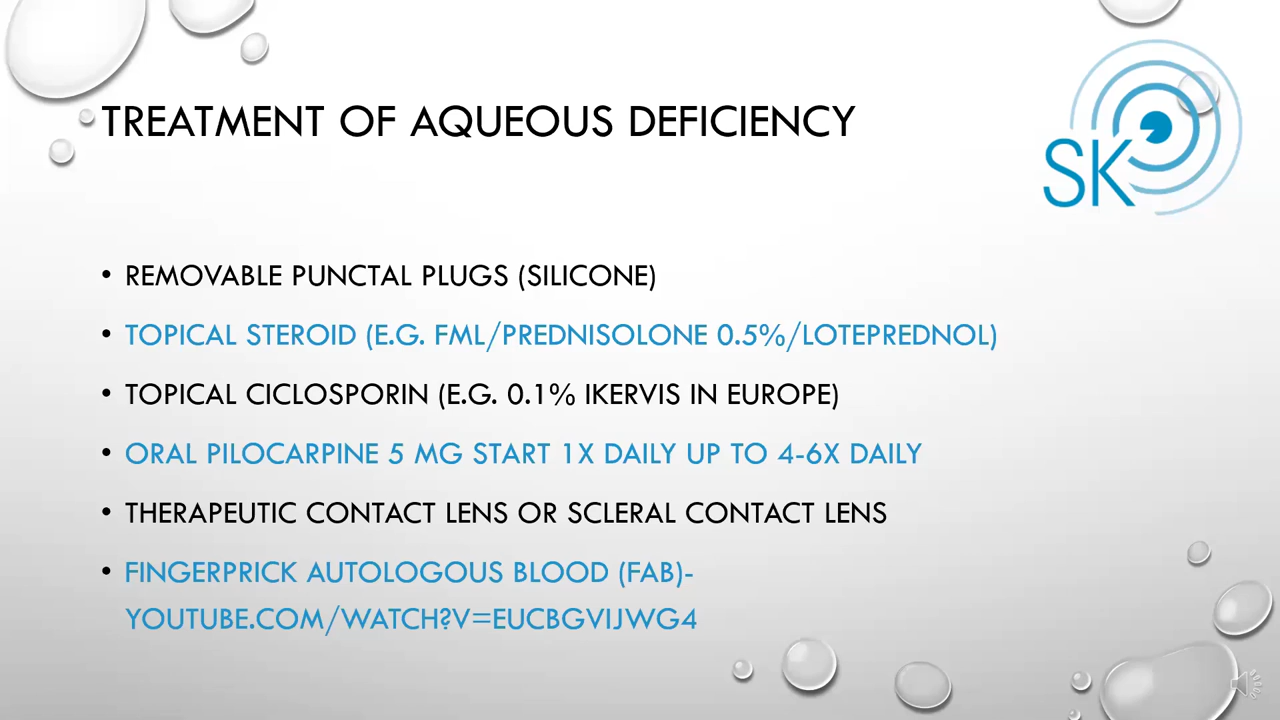 TREATMENT OF AQUEOUS DEFICIENCY
SK
• REMOVABLE PUNCTAL PLUGS (SILICONE)
• TOPICAL STEROID (E.G. FML/PREDNISOLONE 0.5%/LOTEPREDNOL)
• TOPICAL CICLOSPORIN (E.G. 0.1% IKERVIS IN EUROPE)
• ORAL PILOCARPINE 5 MG START 1X DAILY UP TO 4-6X DAILY
• THERAPEUTIC CONTACT LENS OR SCLERAL CONTACT LENS
• FINGERPRICK AUTOLOGOUS BLOOD (FAB)-
YOUTUBE.COM/WATCH?V=EUCBGVIJWG4